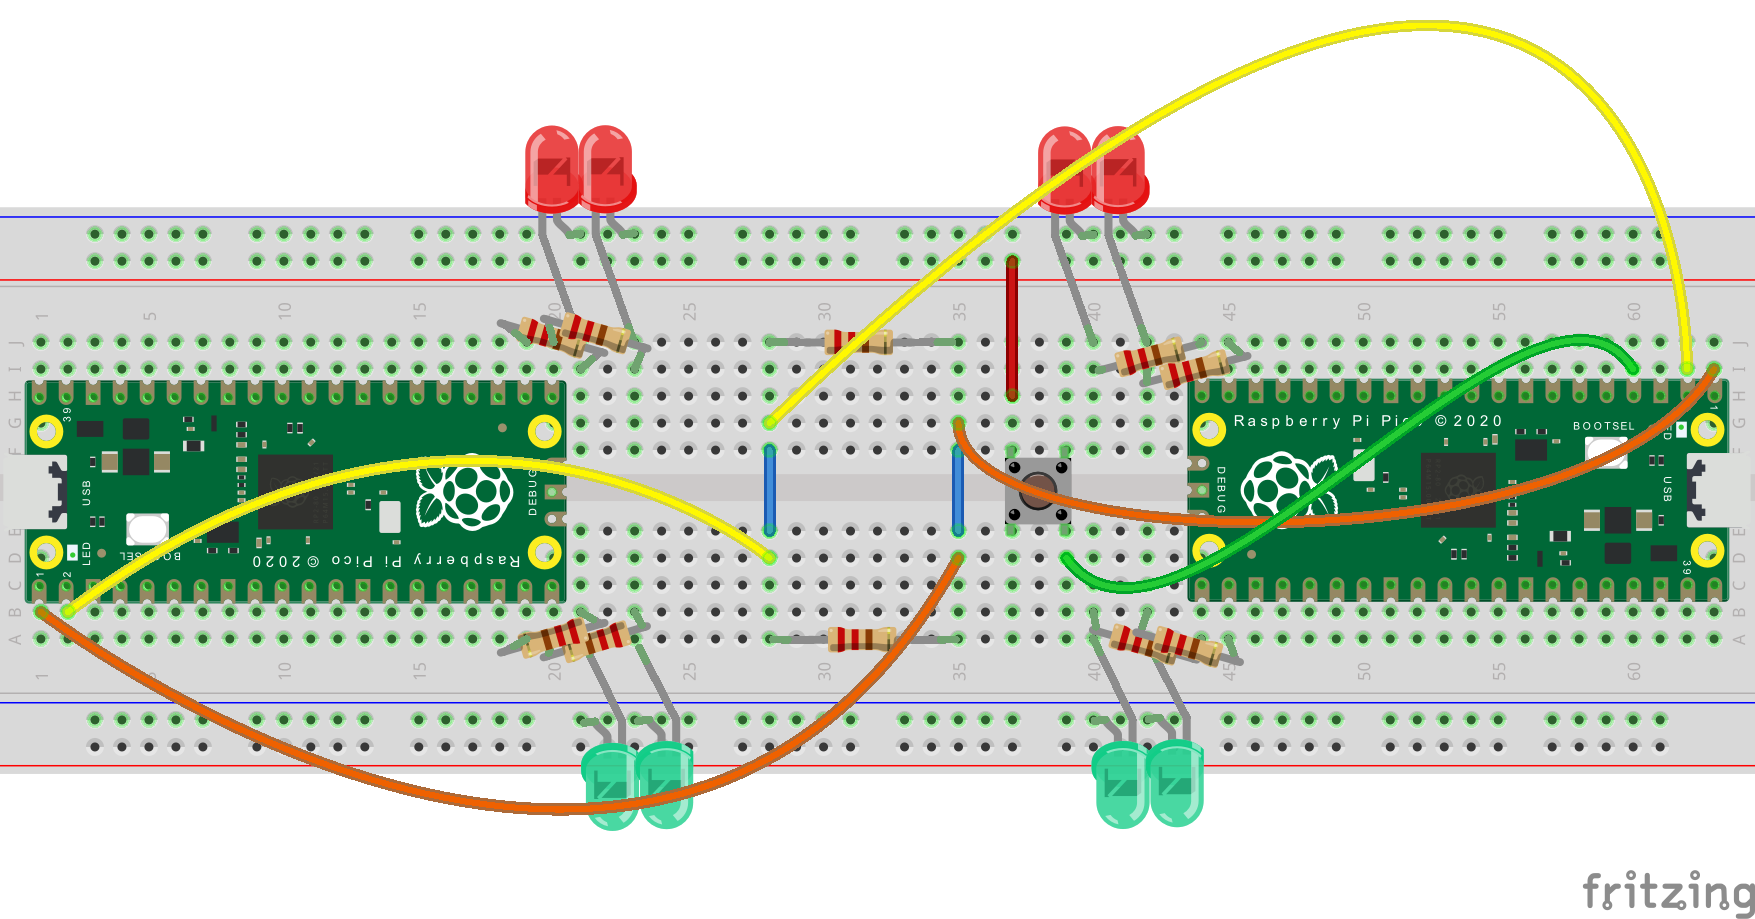 1 5 10 15 20 25 30 35 40 45 50 55 60
J J
I I
H H
G G
F F
39
USB
DEBUG
LED
BOOTSEL
Raspberry Pi Pico © 2020
1 2
Raspberry Pi Pico © 2020
BOOTSEL
1
USB
DEBUG
39
E E
D D
C C
B B
A A
1 5 10 15 20 25 30 35 40 45 50 55 60
fritzing